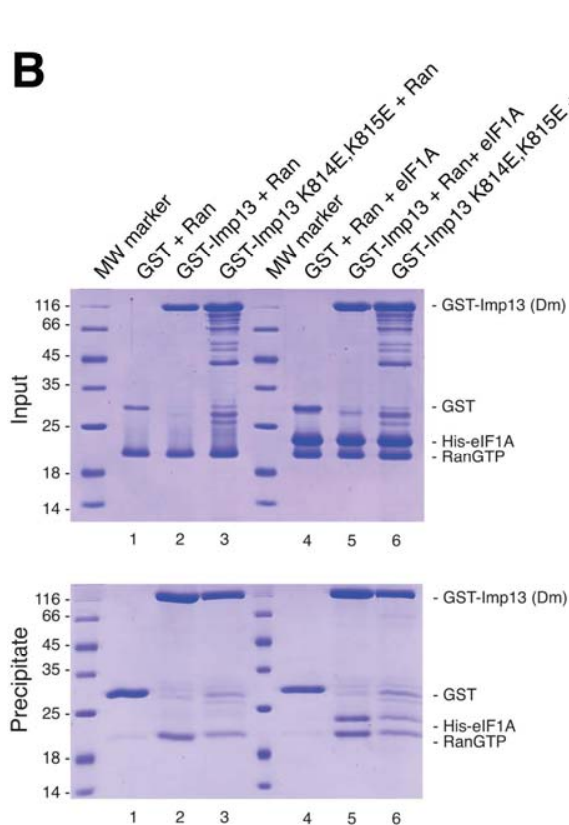 B
MW marker
GST + Ran
GST-Imp13 + Ran
GST-Imp13 K814E,K815E + Ran
MW marker
GST + Ran + eIF1A
GST-Imp13 + Ran+ eIF1A
GST-Imp13 K814E,K815E
Input
116 -
66 -
45 -
35 -
25 -
18 -
14 -
- GST-Imp13 (Dm)
- GST
- His-eIF1A
- RanGTP
1 2 3 4 5 6
Precipitate
116 -
66 -
45 -
35 -
25 -
18 -
14 -
- GST-Imp13 (Dm)
- GST
- His-eIF1A
- RanGTP
1 2 3 4 5 6